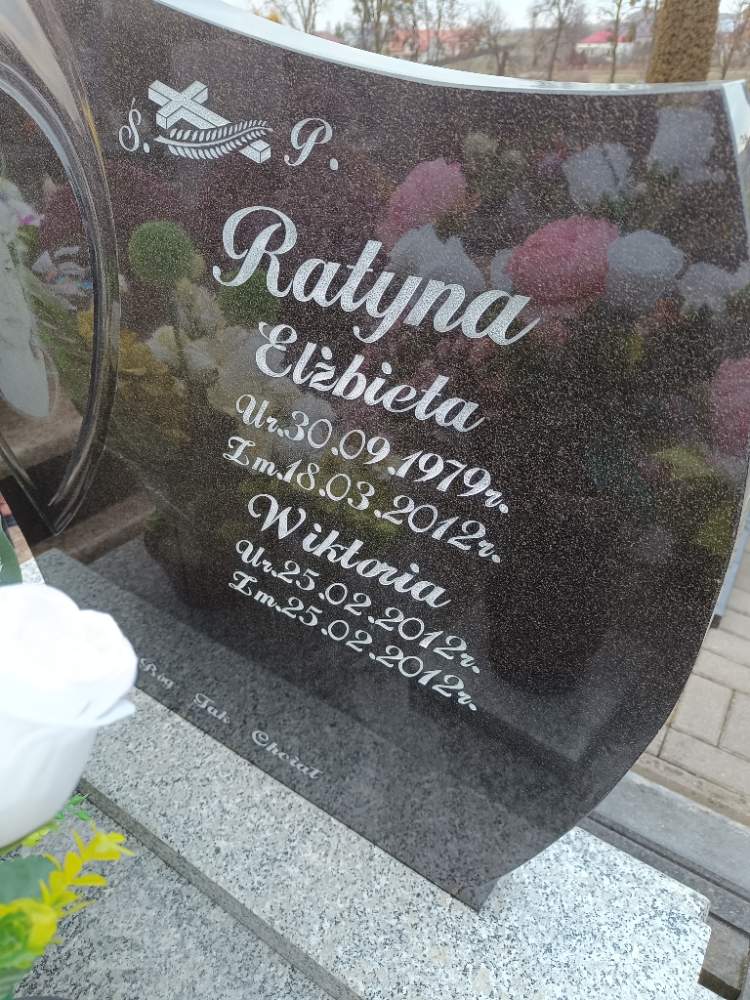 Ś. P.
Ratyna
Elżbieta
Ur.30.09.1979r.
Zm.18.03.2012r.
Wiktoria
Ur.25.02.2012r.
Zm.25.02.2012r.
Bóg Tak Chciał